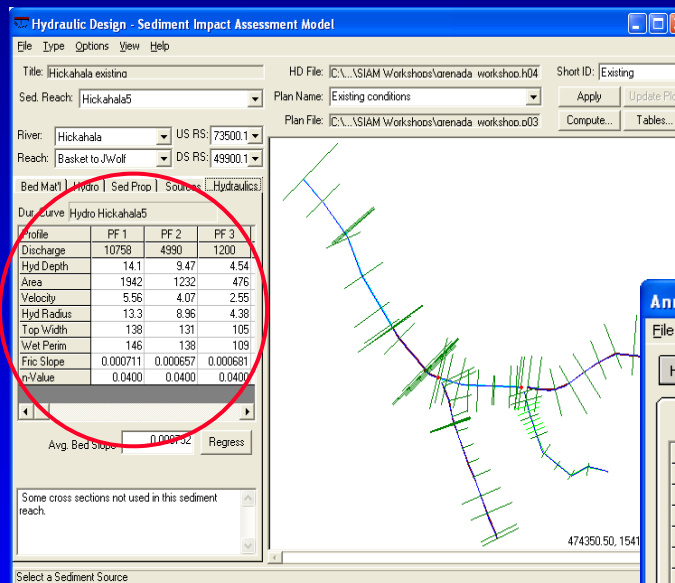 Hydraulic Design - Sediment Impact Assessment Model
File Type Options View Help
Title: Hickahala existing
HD File: C:\...\SIAM Workshops\grenada_workshop.h04
Short ID: Existing
Sed. Reach: Hickahala5
Plan Name: Existing conditions
Apply Update Plo
Plan File: C:\...\SIAM Workshops\grenada_workshop.p03
Compute... Tables...
River: Hickahala US RS: 73500.1
Reach: Basket to JWolf DS RS: 49900.1
Bed Mat'l Hydro Sed Prop Sources Hydraulics
Dur. Curve Hydro Hickahala5
Profile PF 1 PF 2 PF 3
Discharge 10758 4990 1200
Hyd Depth 14.1 9.47 4.54
Area 1942 1232 476
Velocity 5.56 4.07 2.55
Hyd Radius 13.3 8.96 4.38
Top Width 138 131 105
Wet Perim 146 138 109
Fric Slope 0.000711 0.000657 0.000681
n-Value 0.0400 0.0400 0.0400
Avg. Bed Slope Regress
Some cross sections not used in this sediment
reach.
474350.50, 1541
Select a Sediment Source
Ann
File
H